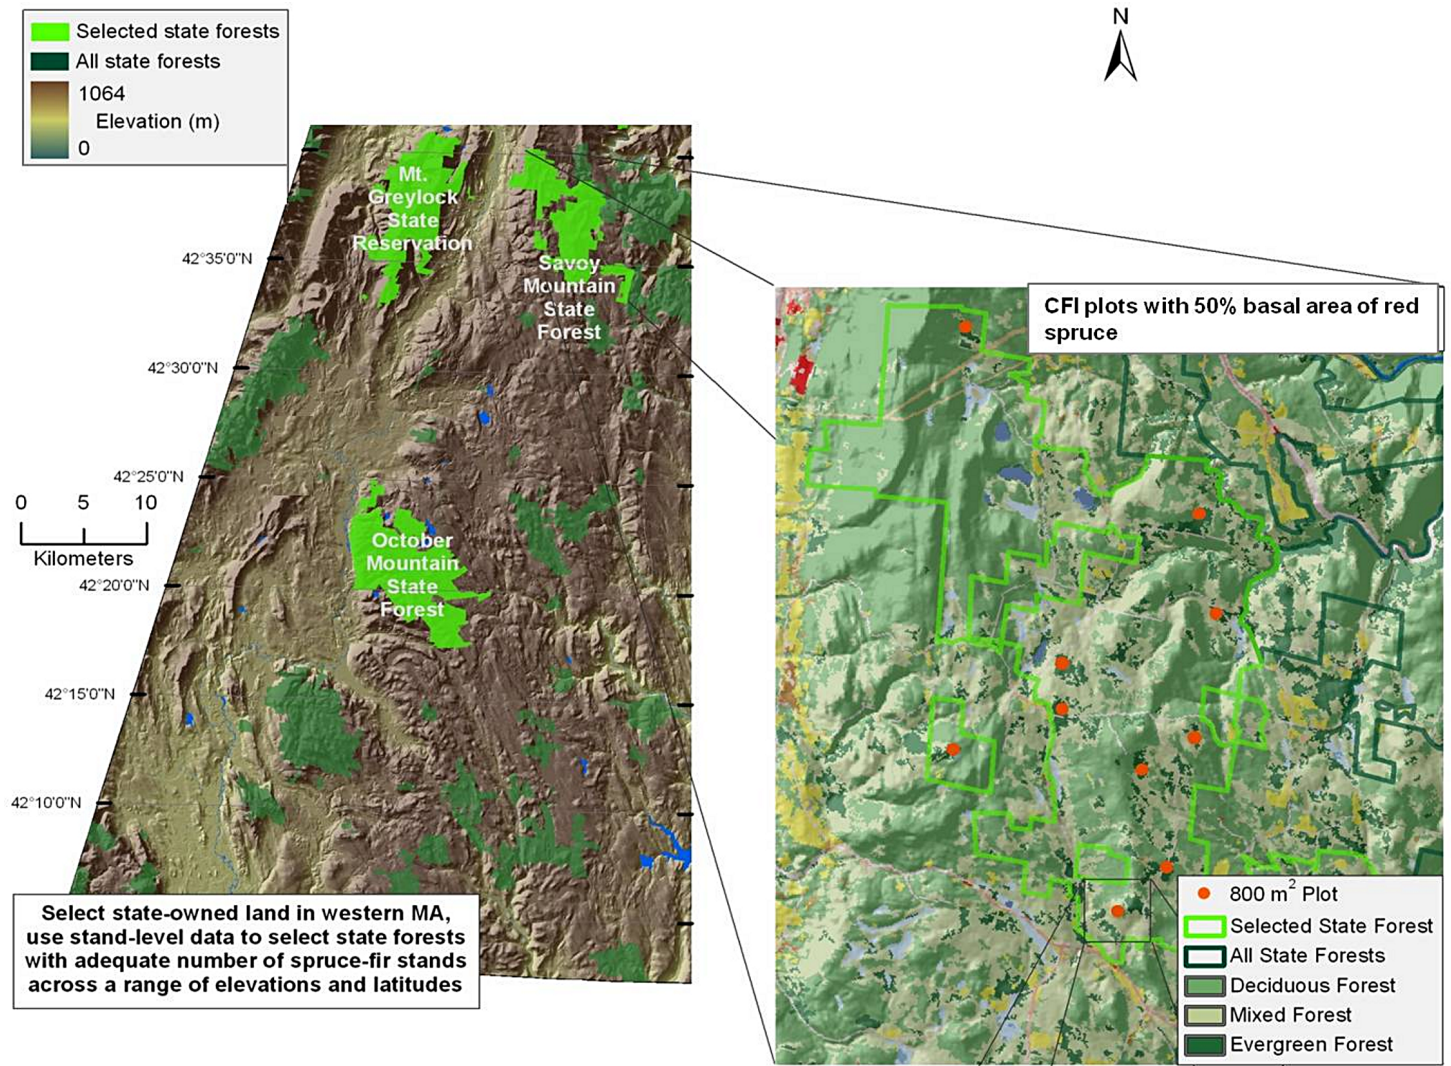 Selected state forests
All state forests
1064
Elevation (m)
0
N
Mt.
Greylock
State
Reservation
Savoy
Mountain
State
Forest
October
Mountain
State
Forest
42°35'0"N
42°30'0"N
42°25'0"N
42°20'0"N
42°15'0"N
42°10'0"N
0 5 10
Kilometers
Select state-owned land in western MA,
use stand-level data to select state forests
with adequate number of spruce-fir stands
across a range of elevations and latitudes
CFI plots with 50% basal area of red
spruce
800 m² Plot
Selected State Forest
All State Forests
Deciduous Forest
Mixed Forest
Evergreen Forest